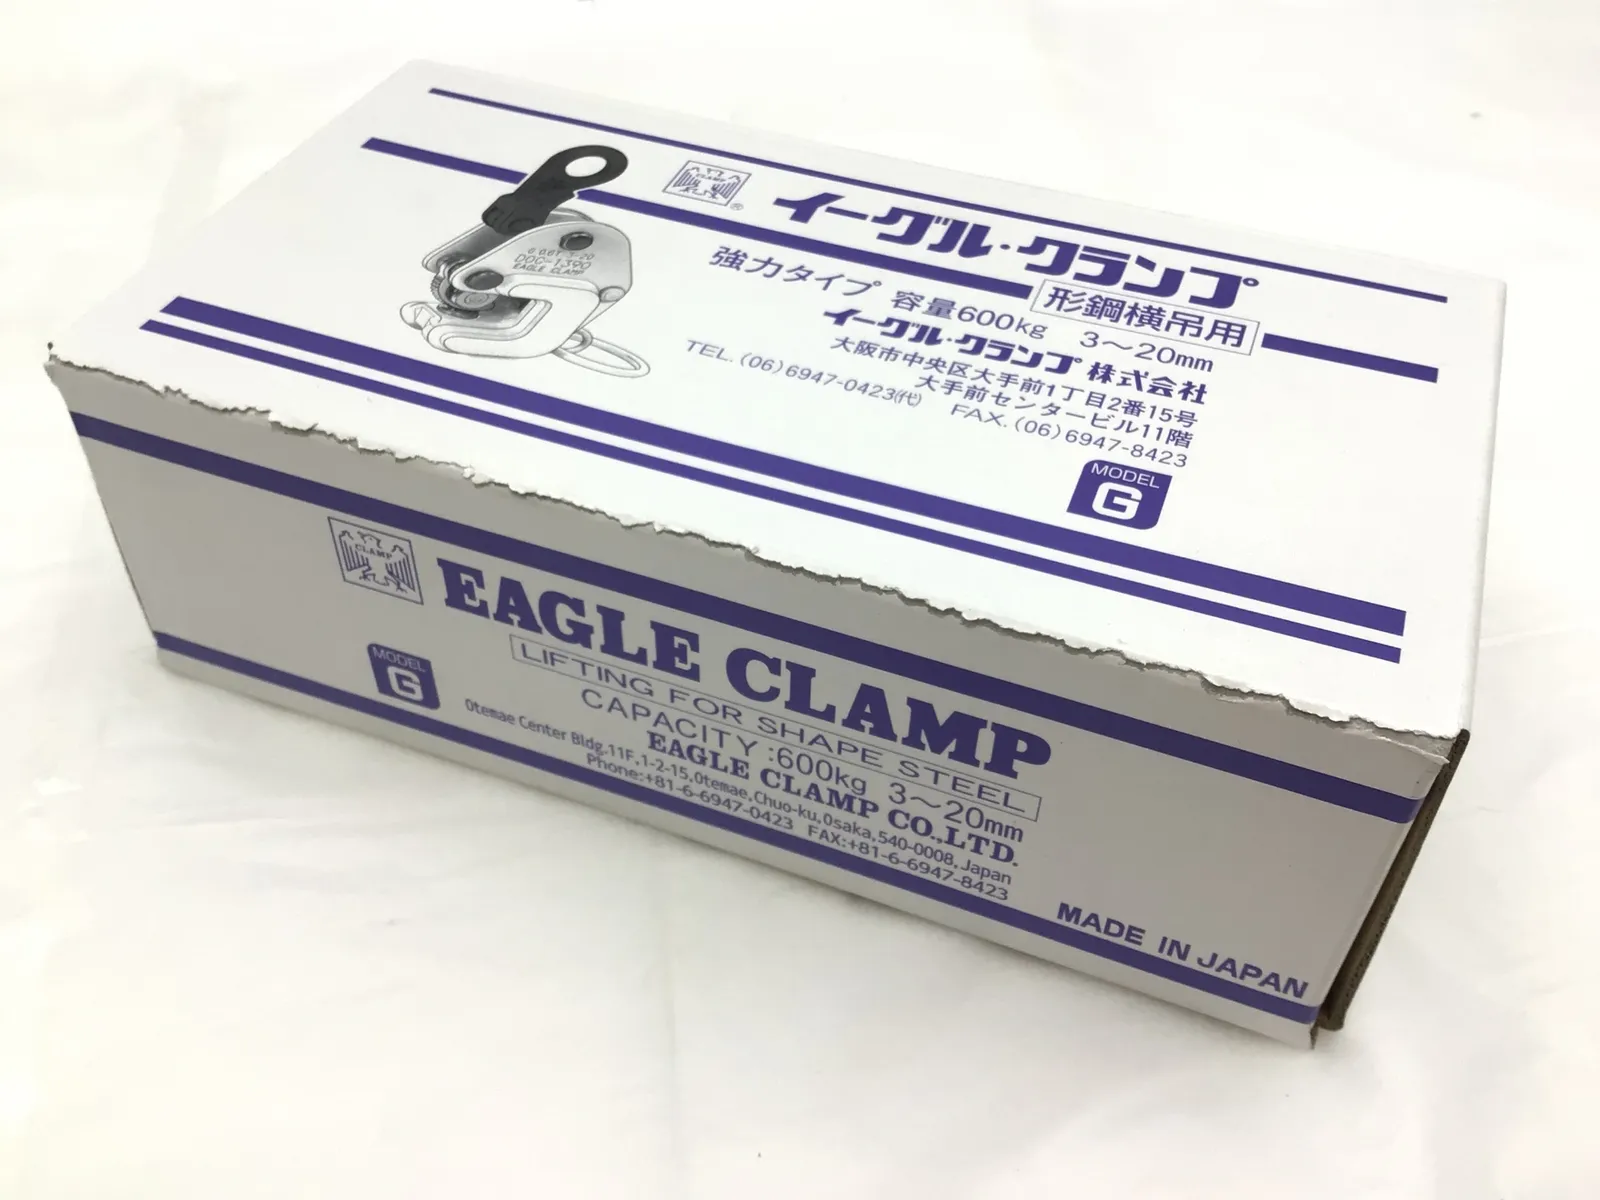 CLAMP
®
イーグル・クランプ
形鋼横吊用
強力タイプ 容量600kg 3～20mm
イーグル・クランプ株式会社
大阪市中央区大手前1丁目2番15号
大手前センタービル11階
TEL.(06)6947-0423㈹ FAX.(06)6947-8423
MODEL
G
DOC-1390
EAGLE CLAMP
CLAMP
EAGLE CLAMP
LIFTING FOR SHAPE STEEL
CAPACITY:600kg 3～20mm
MODEL
G
EAGLE CLAMP CO.,LTD.
Otemae Center Bldg.11F.1-2-15.Otemae,Chuo-ku,Osaka,540-0008,Japan
Phone:+81-6-6947-0423 FAX:+81-6-6947-8423
MADE IN JAPAN